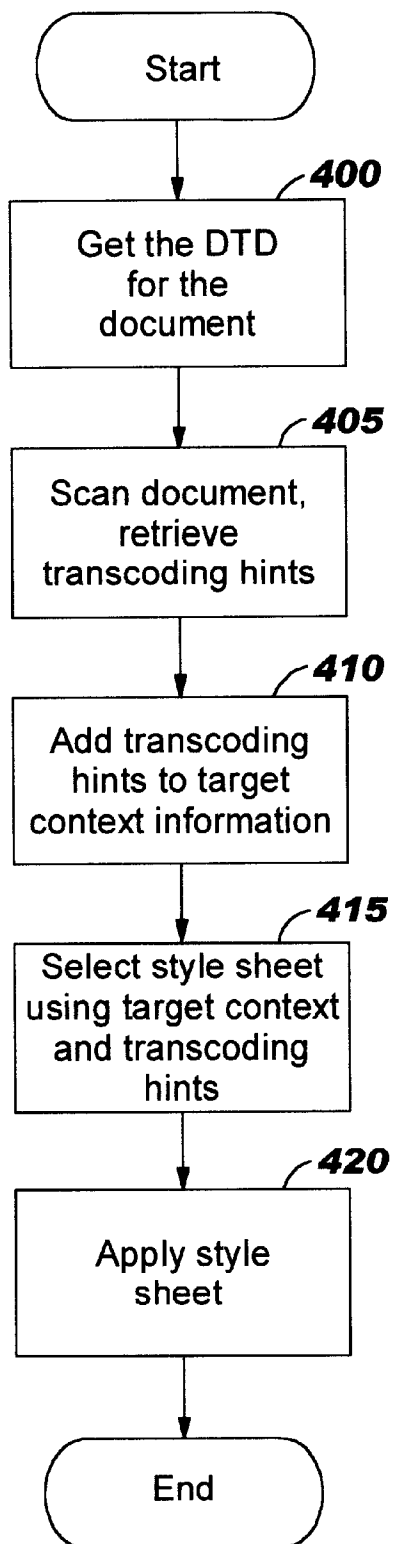 Start
400
Get the DTD
for the
document
405
Scan document,
retrieve
transcoding hints
410
Add transcoding
hints to target
context information
415
Select style sheet
using target context
and transcoding
hints
420
Apply style
sheet
End